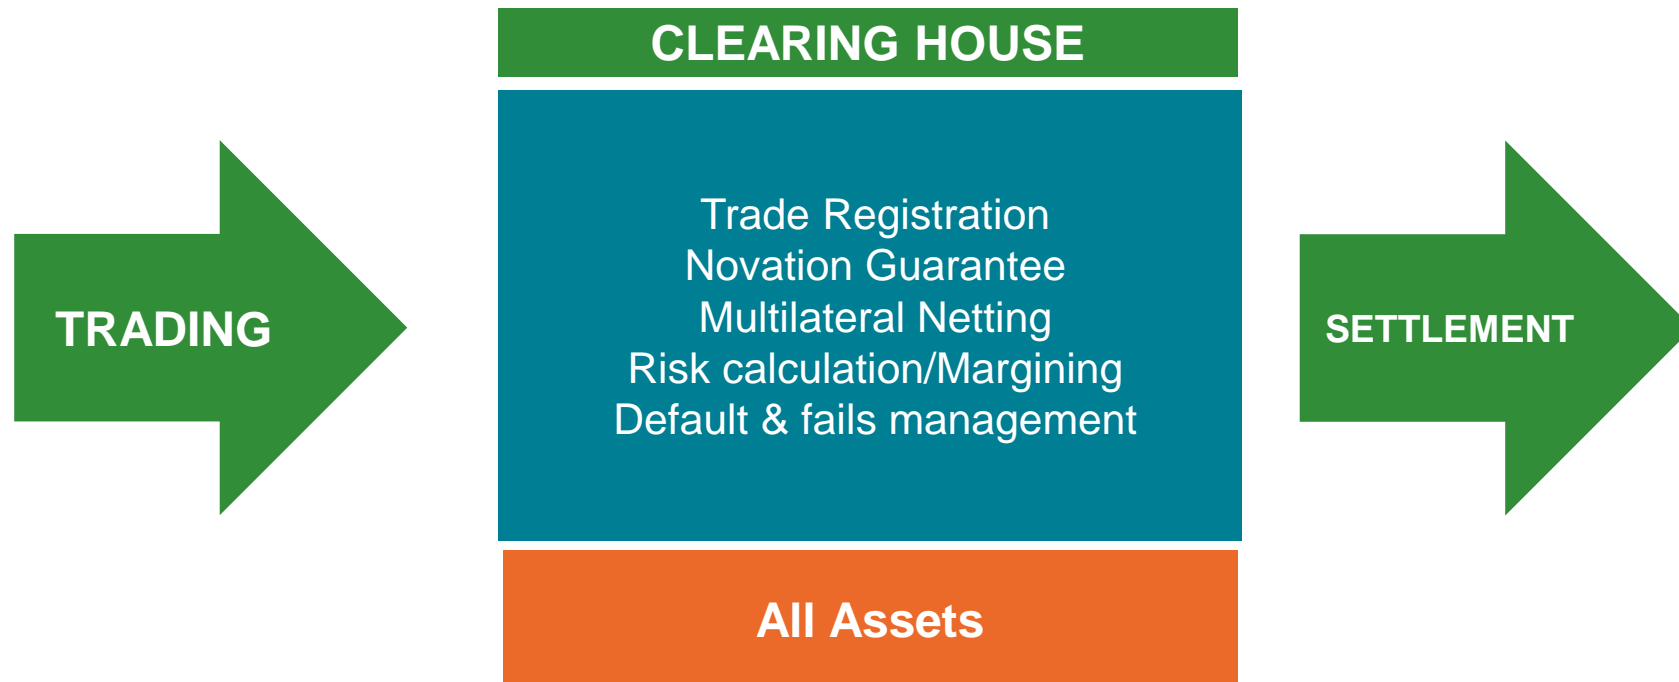 CLEARING HOUSE
TRADING
Trade Registration
Novation Guarantee
Multilateral Netting
Risk calculation/Margining
Default & fails management
SETTLEMENT
All Assets